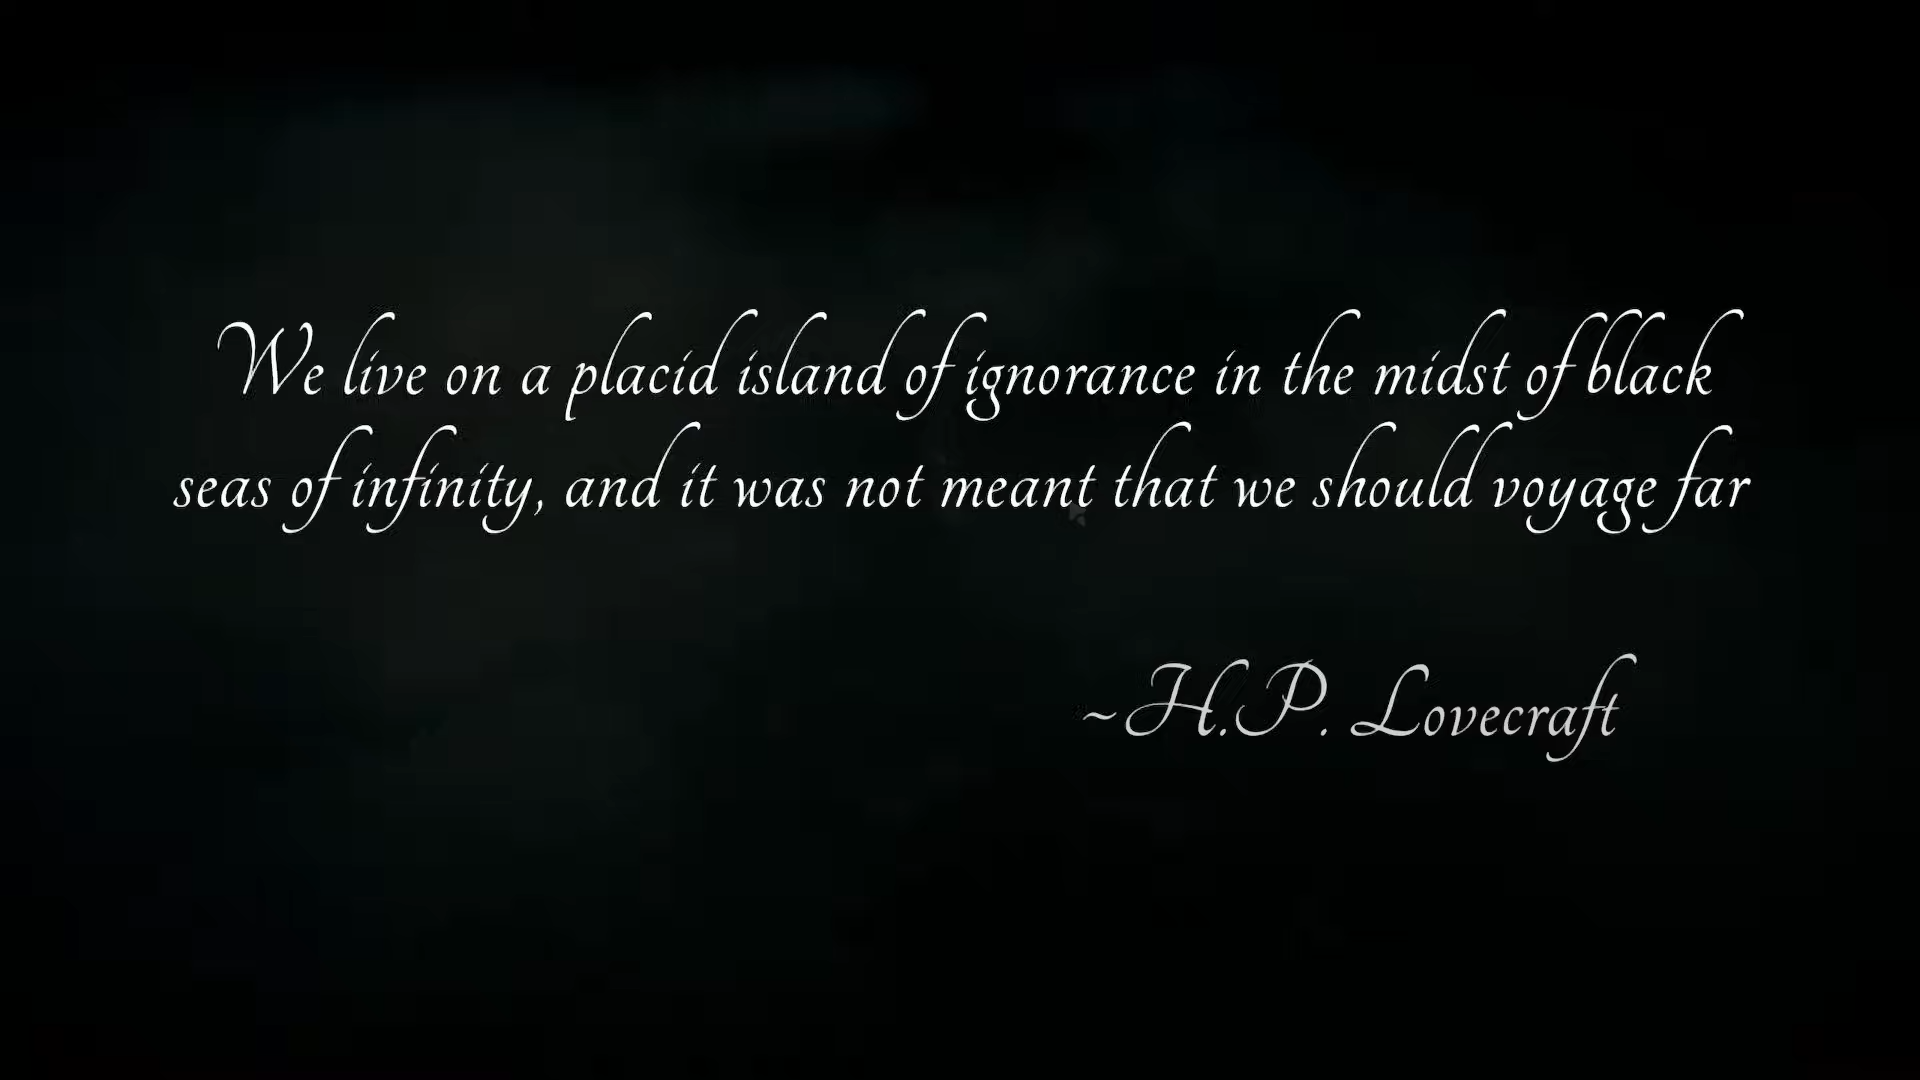 We live on a placid island of ignorance in the midst of black
seas of infinity, and it was not meant that we should voyage far
~H.P. Lovecraft